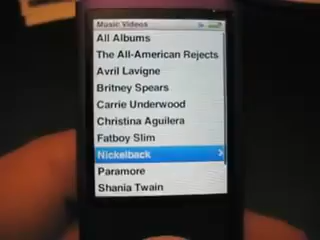 Music Videos
All Albums
The All-American Rejects
Avril Lavigne
Britney Spears
Carrie Underwood
Christina Aguilera
Fatboy Slim
Nickelback
Paramore
Shania Twain